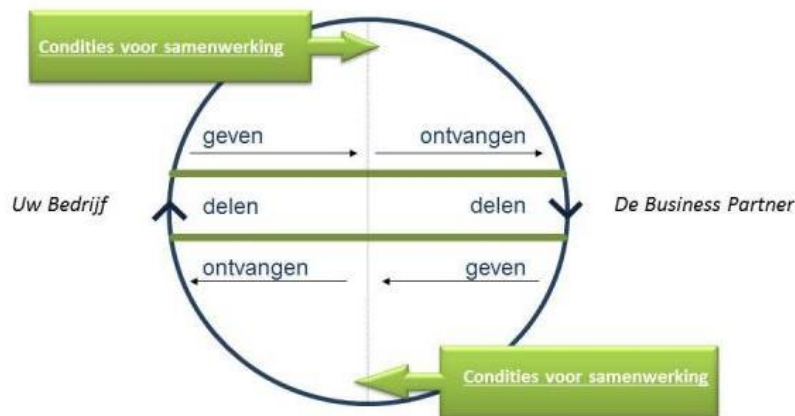 Condities voor samenwerking
geven ontvangen
Uw Bedrijf delen delen De Business Partner
ontvangen geven
Condities voor samenwerking